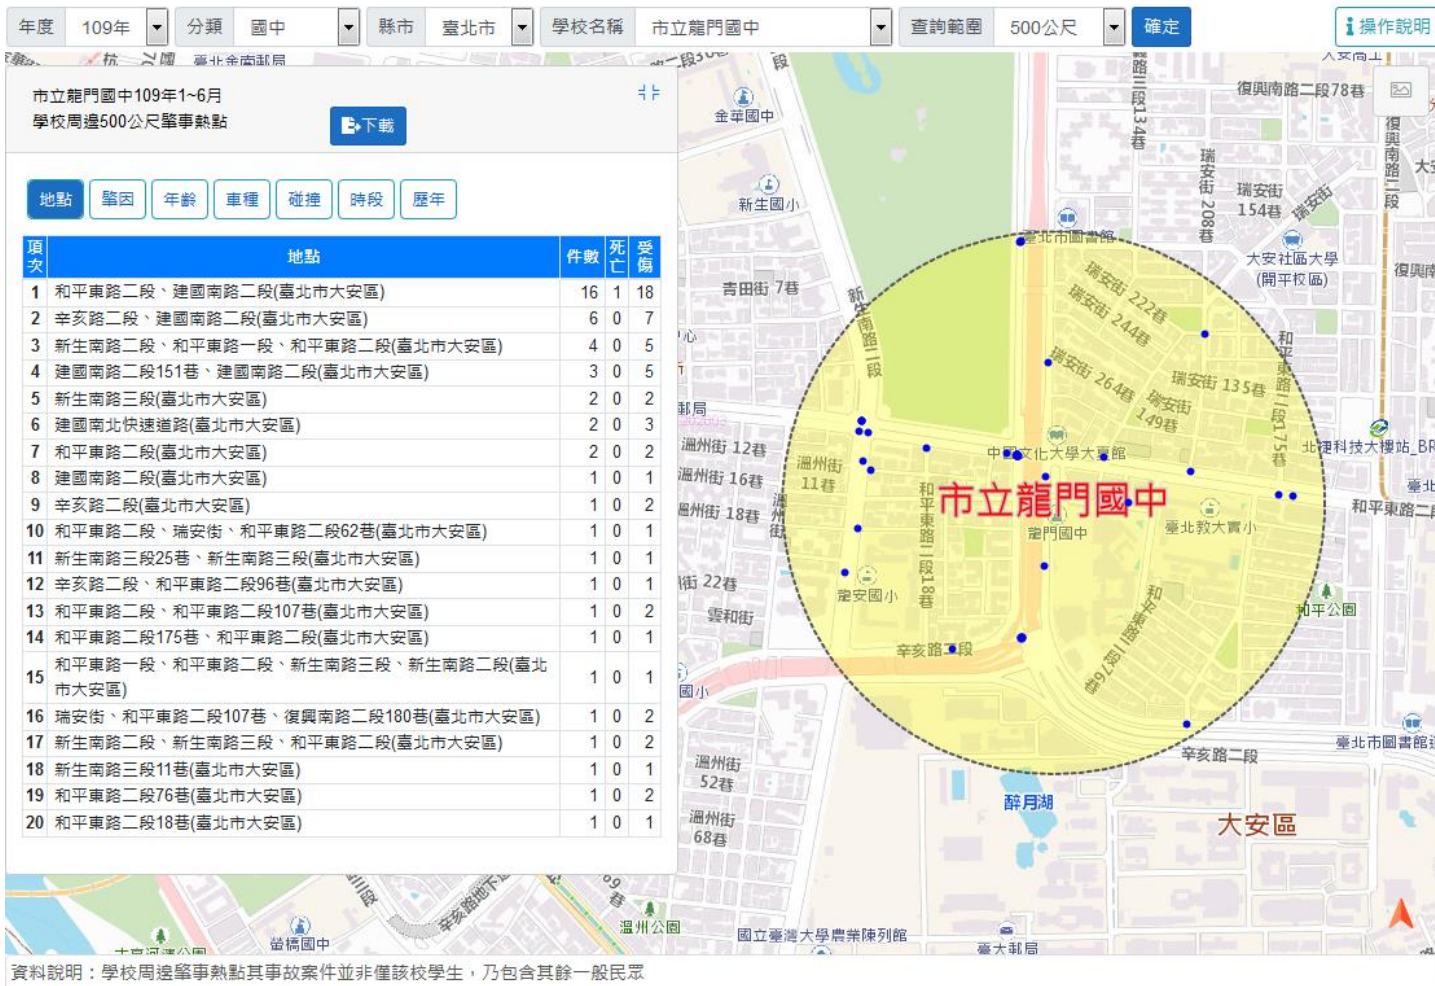 年度 109年 分類 國中 縣市 臺北市 學校名稱 市立龍門國中 查詢範圍 500公尺 確定 操作說明
市立龍門國中109年1~6月
學校周邊500公尺肇事熱點
下載
地點 肇因 年齡 車種 碰撞 時段 歷年
項次 地點 件數 死亡 受傷
1 和平東路二段、建國南路二段(臺北市大安區) 16 1 18
2 辛亥路二段、建國南路二段(臺北市大安區) 6 0 7
3 新生南路二段、和平東路一段、和平東路二段(臺北市大安區) 4 0 5
4 建國南路二段151巷、建國南路二段(臺北市大安區) 3 0 5
5 新生南路三段(臺北市大安區) 2 0 2
6 建國南北快速道路(臺北市大安區) 2 0 3
7 和平東路二段(臺北市大安區) 2 0 2
8 建國南路二段(臺北市大安區) 1 0 1
9 辛亥路二段(臺北市大安區) 1 0 2
10 和平東路二段、瑞安街、和平東路二段62巷(臺北市大安區) 1 0 1
11 新生南路三段25巷、新生南路三段(臺北市大安區) 1 0 1
12 辛亥路二段、和平東路二段96巷(臺北市大安區) 1 0 1
13 和平東路二段、和平東路二段107巷(臺北市大安區) 1 0 2
14 和平東路二段175巷、和平東路二段(臺北市大安區) 1 0 1
15 和平東路一段、和平東路二段、新生南路三段、新生南路二段(臺北
市大安區) 1 0 1
16 瑞安街、和平東路二段107巷、復興南路二段180巷(臺北市大安區) 1 0 2
17 新生南路二段、新生南路三段、和平東路二段(臺北市大安區) 1 0 2
18 新生南路三段11巷(臺北市大安區) 1 0 1
19 和平東路二段76巷(臺北市大安區) 1 0 2
20 和平東路二段18巷(臺北市大安區) 1 0 1
臺北金南郵局
金華國中
新生國小
青田街 7巷
新生南路二段
復興南路二段78巷
復興南路二段
瑞安街 208巷
瑞安街
154巷
瑞安街
臺北市圖書館
大安社區大學
(開平校區)
瑞安街 222巷
瑞安街 244巷
瑞安街 264巷
瑞安街 135巷
瑞安街
149巷
和平東路二段175巷
溫州街 12巷
溫州街 16巷
溫州街 18巷
溫州街
溫州街
11巷
中國文化大學大夏館
北捷科技大樓站_BR
市立龍門國中
龍門國中
臺北教大實小
和平東路二段18巷
龍安國小
雲和街
和平公園
和平東路二段76巷
辛亥路二段
辛亥路二段
溫州街
52巷
溫州街
68巷
醉月湖
大安區
溫州公園
螢橋國中
國立臺灣大學農業陳列館
臺大郵局
資料說明：學校周邊肇事熱點其事故案件並非僅該校學生，乃包含其餘一般民眾